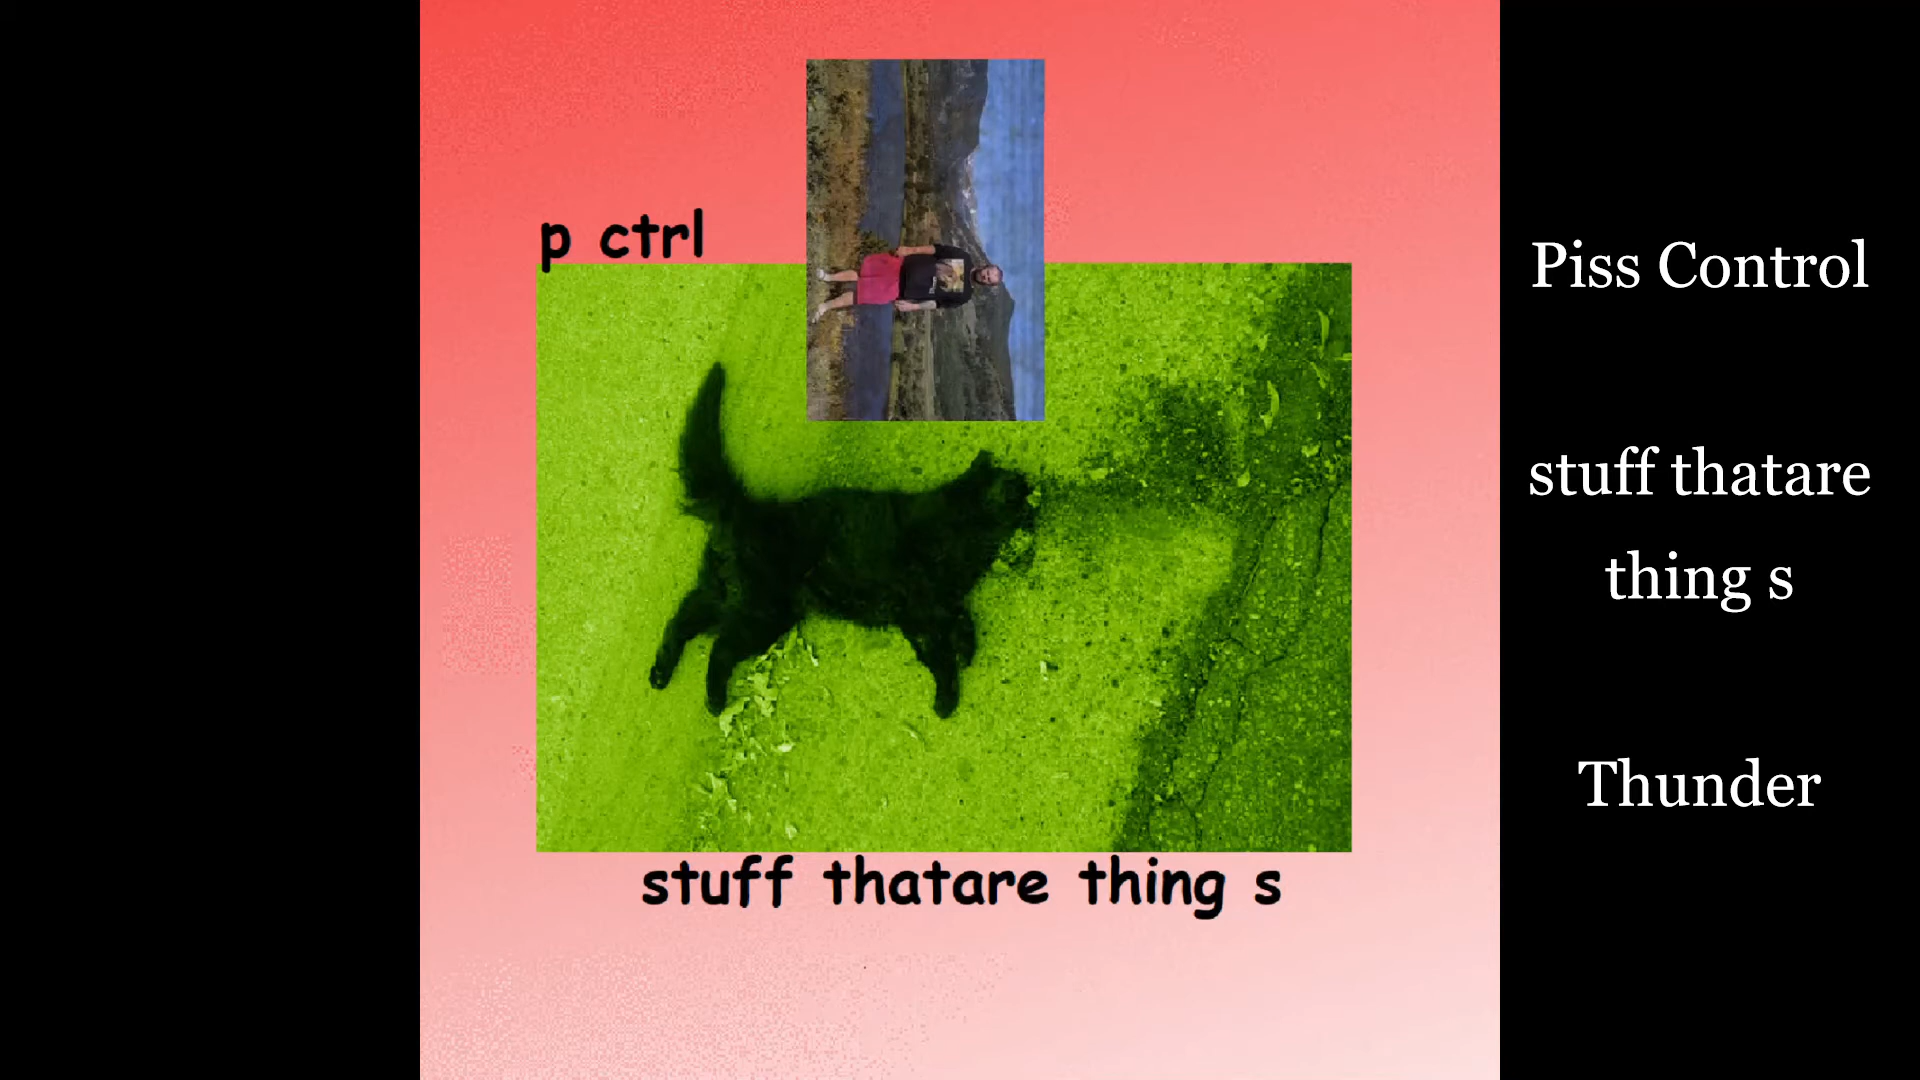 p ctrl
stuff thatare thing s
Piss Control
stuff thatare
thing s
Thunder